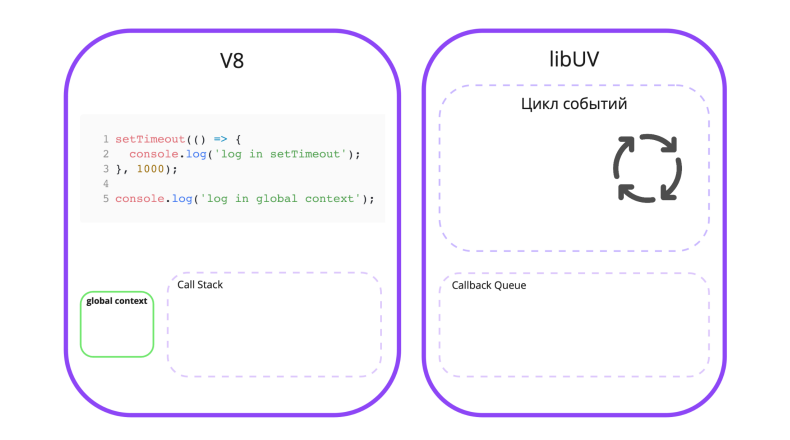 V8
1 setTimeout(() => {
2   console.log('log in setTimeout');
3 }, 1000);
4
5 console.log('log in global context');
global context
Call Stack
libUV
Цикл событий
Callback Queue